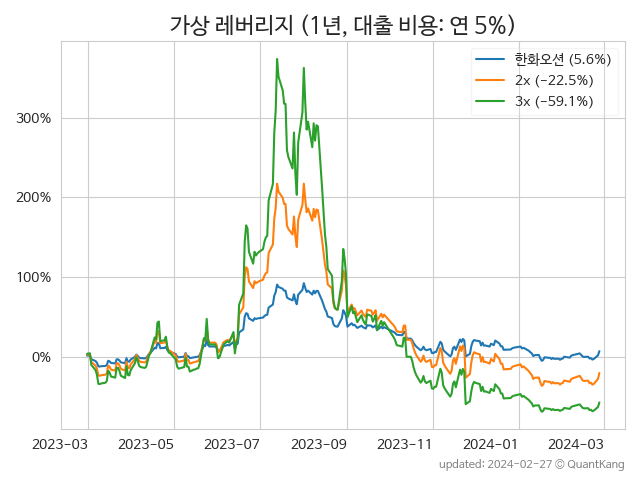 가상 레버리지 (1년, 대출 비용: 연 5%)
한화오션 (5.6%)
2x (−22.5%)
3x (−59.1%)
300%
200%
100%
0%
2023-03 2023-05 2023-07 2023-09 2023-11 2024-01 2024-03
updated: 2024-02-27 © QuantKang